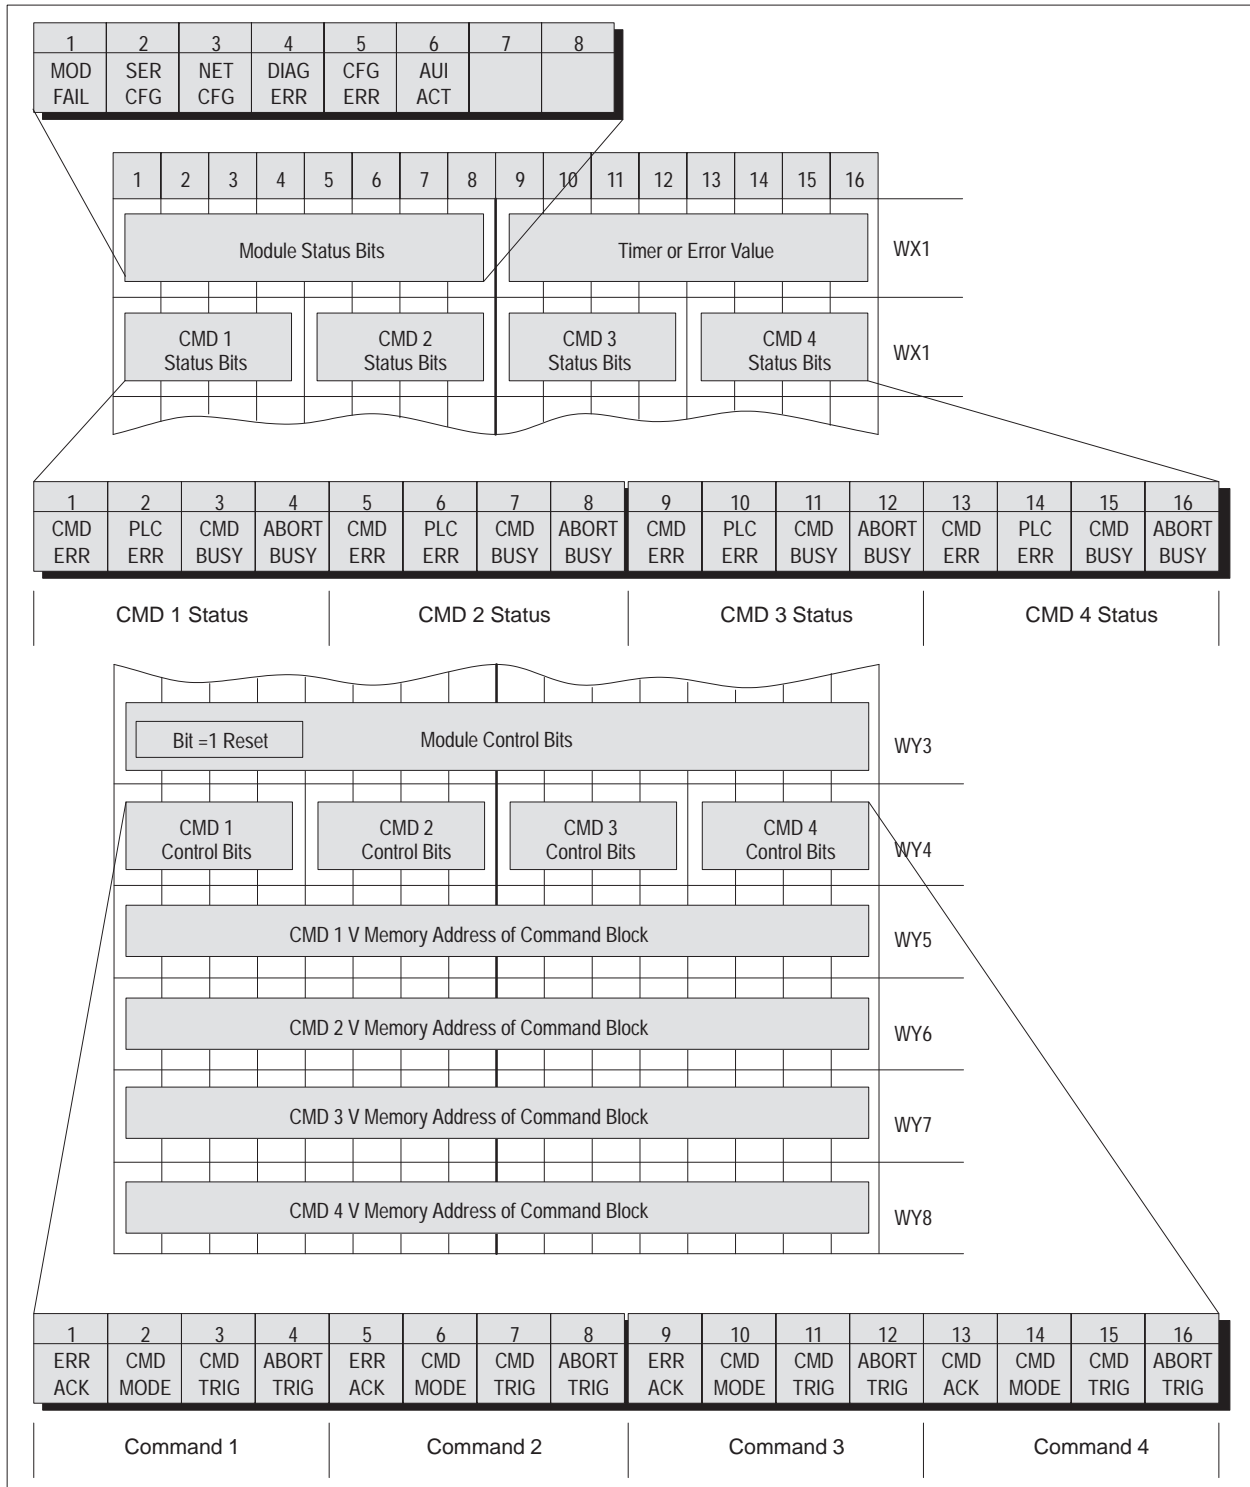 1 2 3 4 5 6 7 8
MOD SER NET DIAG CFG AUI
FAIL CFG CFG ERR ERR ACT
1 2 3 4 5 6 7 8 9 10 11 12 13 14 15 16
Module Status Bits Timer or Error Value WX1
CMD 1 CMD 2 CMD 3 CMD 4
Status Bits Status Bits Status Bits Status Bits WX1
1 2 3 4 5 6 7 8 9 10 11 12 13 14 15 16
CMD PLC CMD ABORT CMD PLC CMD ABORT CMD PLC CMD ABORT CMD PLC CMD ABORT
ERR ERR BUSY BUSY ERR ERR BUSY BUSY ERR ERR BUSY BUSY ERR ERR BUSY BUSY
CMD 1 Status CMD 2 Status CMD 3 Status CMD 4 Status
Bit =1 Reset Module Control Bits WY3
CMD 1 CMD 2 CMD 3 CMD 4
Control Bits Control Bits Control Bits Control Bits WY4
CMD 1 V Memory Address of Command Block WY5
CMD 2 V Memory Address of Command Block WY6
CMD 3 V Memory Address of Command Block WY7
CMD 4 V Memory Address of Command Block WY8
1 2 3 4 5 6 7 8 9 10 11 12 13 14 15 16
ERR CMD CMD ABORT ERR CMD CMD ABORT ERR CMD CMD ABORT CMD CMD CMD ABORT
ACK MODE TRIG TRIG ACK MODE TRIG TRIG ACK MODE TRIG TRIG ACK MODE TRIG TRIG
Command 1 Command 2 Command 3 Command 4